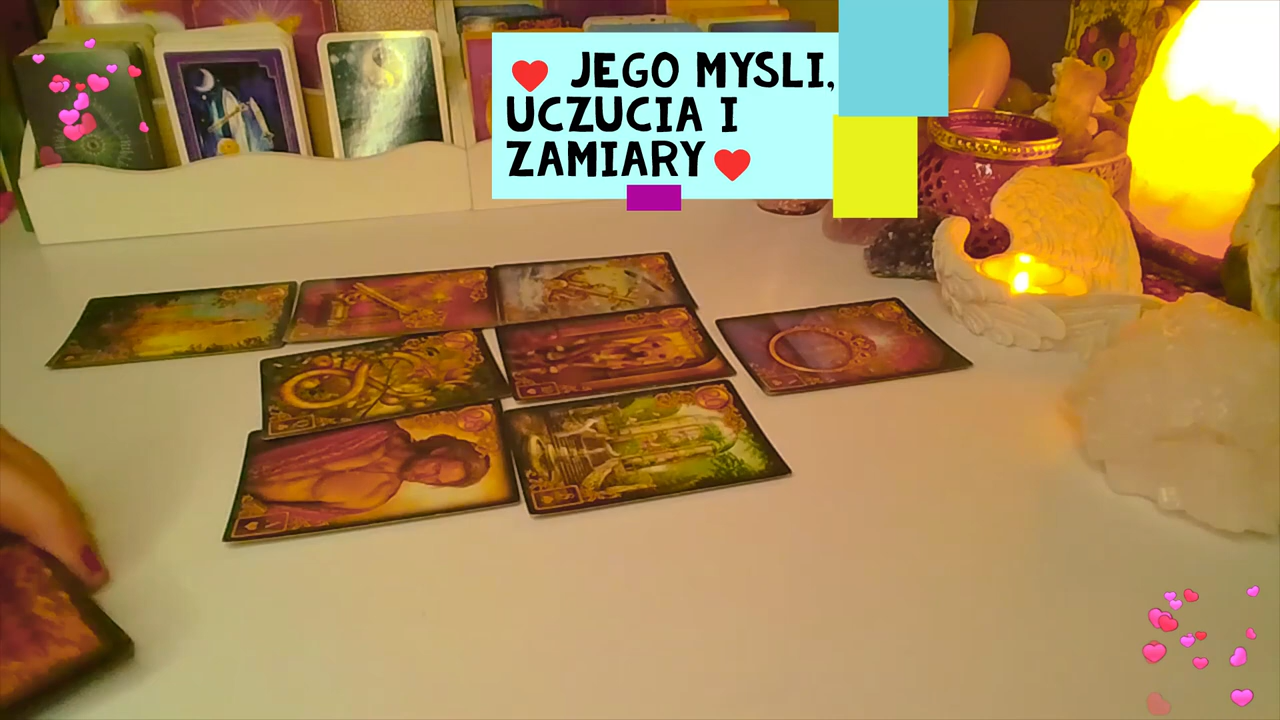 ❤️ JEGO MYSLI,
UCZUCIA I
ZAMIARY ❤️